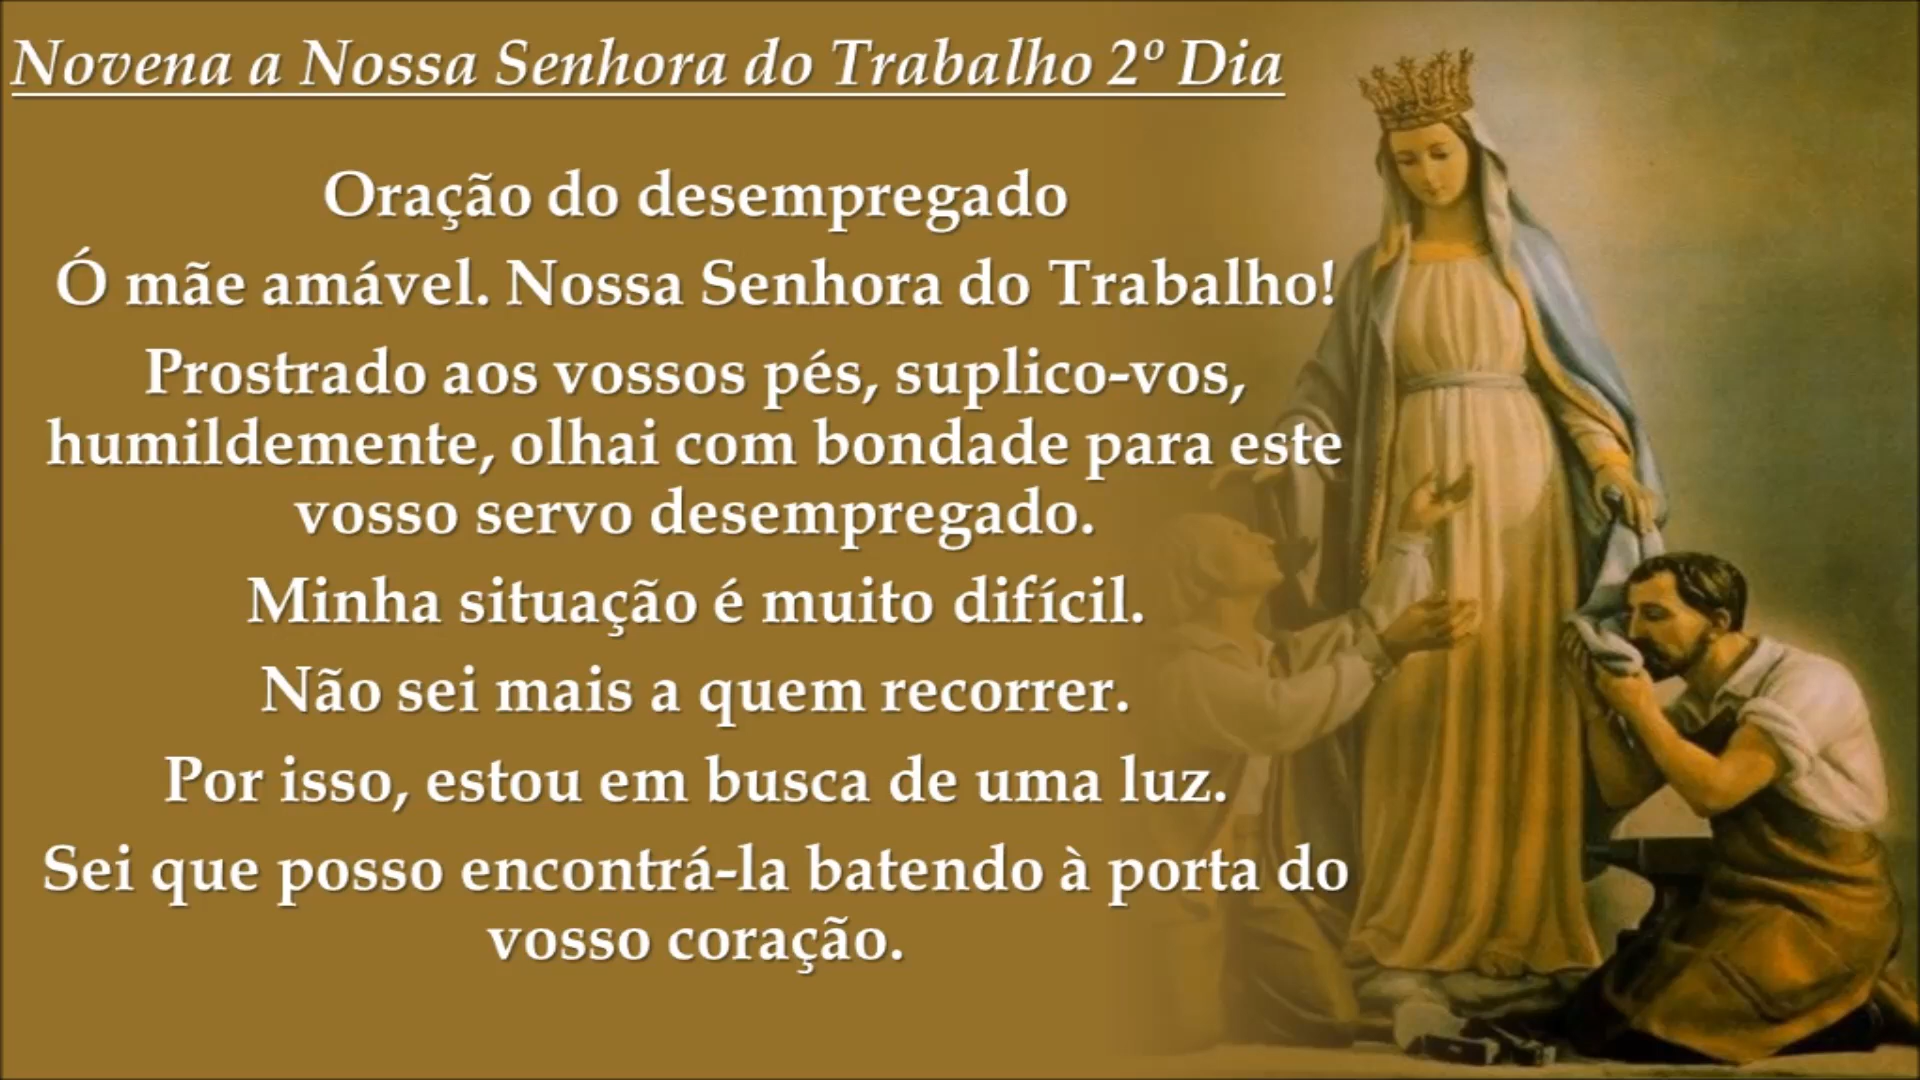 Novena a Nossa Senhora do Trabalho 2º Dia
Oração do desempregado
Ó mãe amável. Nossa Senhora do Trabalho!
Prostrado aos vossos pés, suplico-vos,
humildemente, olhai com bondade para este
vosso servo desempregado.
Minha situação é muito difícil.
Não sei mais a quem recorrer.
Por isso, estou em busca de uma luz.
Sei que posso encontrá-la batendo à porta do
vosso coração.